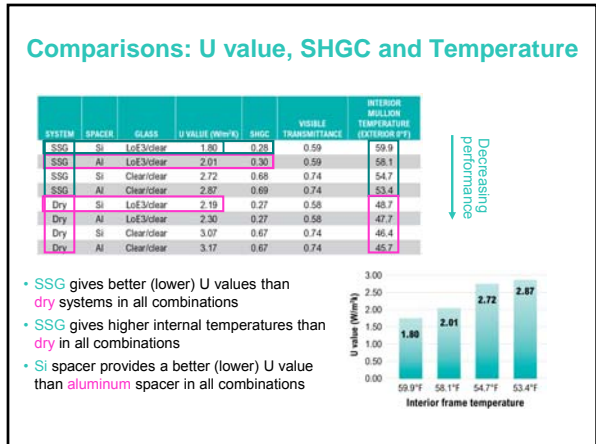 Comparisons: U value, SHGC and Temperature
SYSTEM SPACER GLASS U VALUE (W/m²K) SHGC VISIBLE TRANSMITTANCE INTERIOR MULLION TEMPERATURE (EXTERIOR 0°F)
SSG Si LoE3/clear 1.80 0.28 0.59 59.9
SSG Al LoE3/clear 2.01 0.30 0.59 58.1
SSG Si Clear/clear 2.72 0.68 0.74 54.7
SSG Al Clear/clear 2.87 0.69 0.74 53.4
Dry Si LoE3/clear 2.19 0.27 0.58 48.7
Dry Al LoE3/clear 2.30 0.27 0.58 47.7
Dry Si Clear/clear 3.07 0.67 0.74 46.4
Dry Al Clear/clear 3.17 0.67 0.74 45.7
Decreasing
performance
• SSG gives better (lower) U values than
dry systems in all combinations
• SSG gives higher internal temperatures than
dry in all combinations
• Si spacer provides a better (lower) U value
than aluminum spacer in all combinations
U value (W/m²k)
3.00
2.50
2.00
1.50
1.00
0.50
0.00
1.80
2.01
2.72
2.87
59.9°F 58.1°F 54.7°F 53.4°F
Interior frame temperature